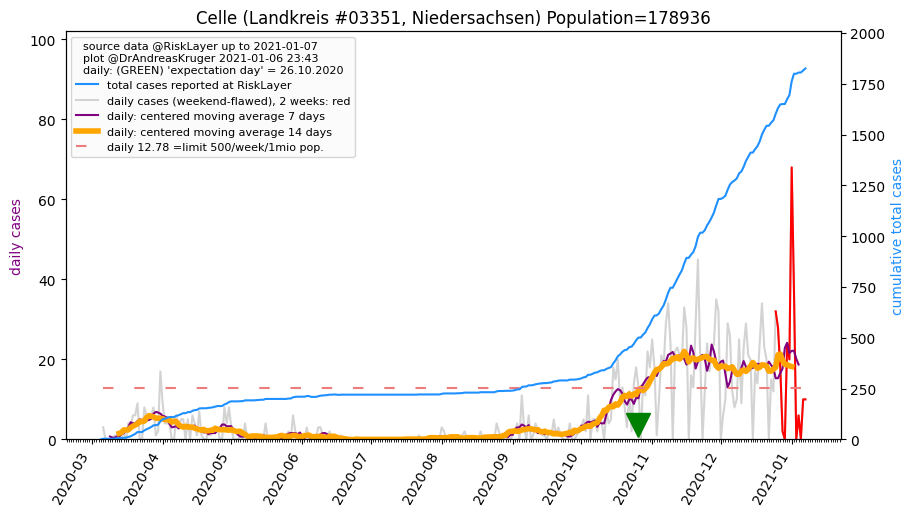 Celle (Landkreis #03351, Niedersachsen) Population=178936
source data @RiskLayer up to 2021-01-07
plot @DrAndreasKruger 2021-01-06 23:43
daily: (GREEN) 'expectation day' = 26.10.2020
total cases reported at RiskLayer
daily cases (weekend-flawed), 2 weeks: red
daily: centered moving average 7 days
daily: centered moving average 14 days
daily 12.78 =limit 500/week/1mio pop.
daily cases
100
80
60
40
20
0
cumulative total cases
2000
1750
1500
1250
1000
750
500
250
0
2020-03
2020-04
2020-05
2020-06
2020-07
2020-08
2020-09
2020-10
2020-11
2020-12
2021-01